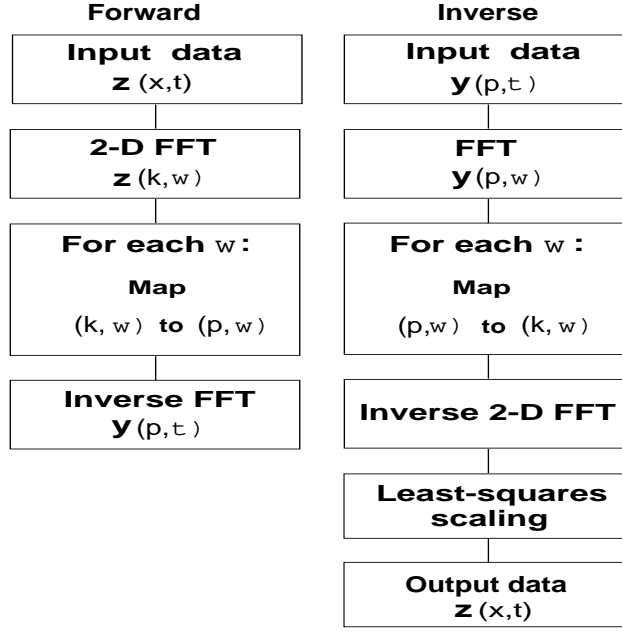 Forward
Input data
z (x,t)
2-D FFT
z (k,w)
For each w:
Map
(k, w) to (p, w)
Inverse FFT
y (p,t)
Inverse
Input data
y (p,t)
FFT
y (p,w)
For each w:
Map
(p,w) to (k, w)
Inverse 2-D FFT
Least-squares
scaling
Output data
z (x,t)